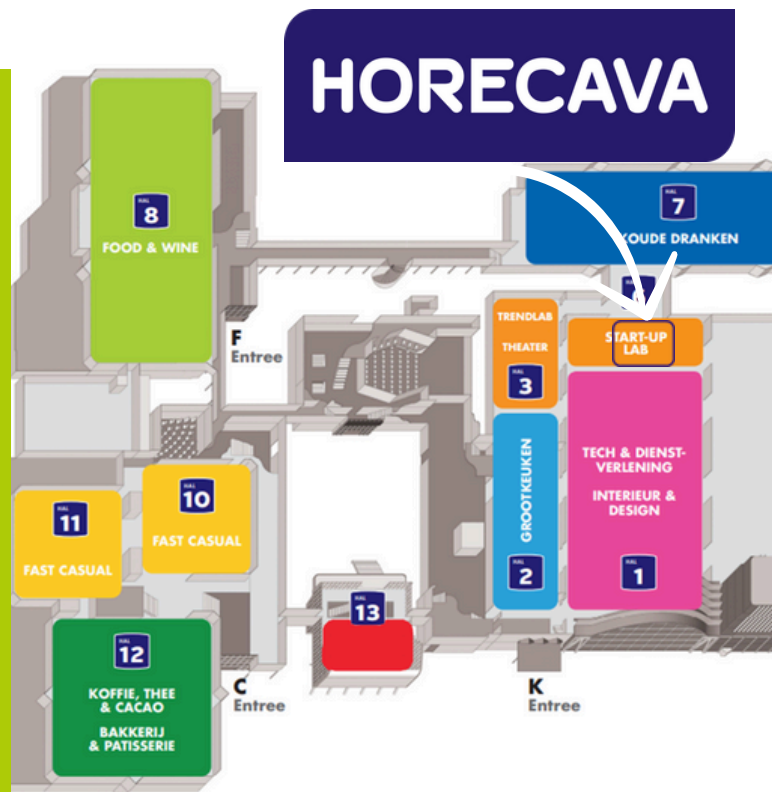 HORECAVA
HAL
8
FOOD & WINE
HAL
7
KOUDE DRANKEN
F
Entree
TRENDLAB
THEATER
HAL
3
START-UP
LAB
GROOTKEUKEN
HAL
2
TECH & DIENST-
VERLENING
INTERIEUR &
DESIGN
HAL
1
HAL
11
FAST CASUAL
HAL
10
FAST CASUAL
HAL
13
HAL
12
KOFFIE, THEE
& CACAO
BAKKERIJ
& PATISSERIE
C
Entree
K
Entree